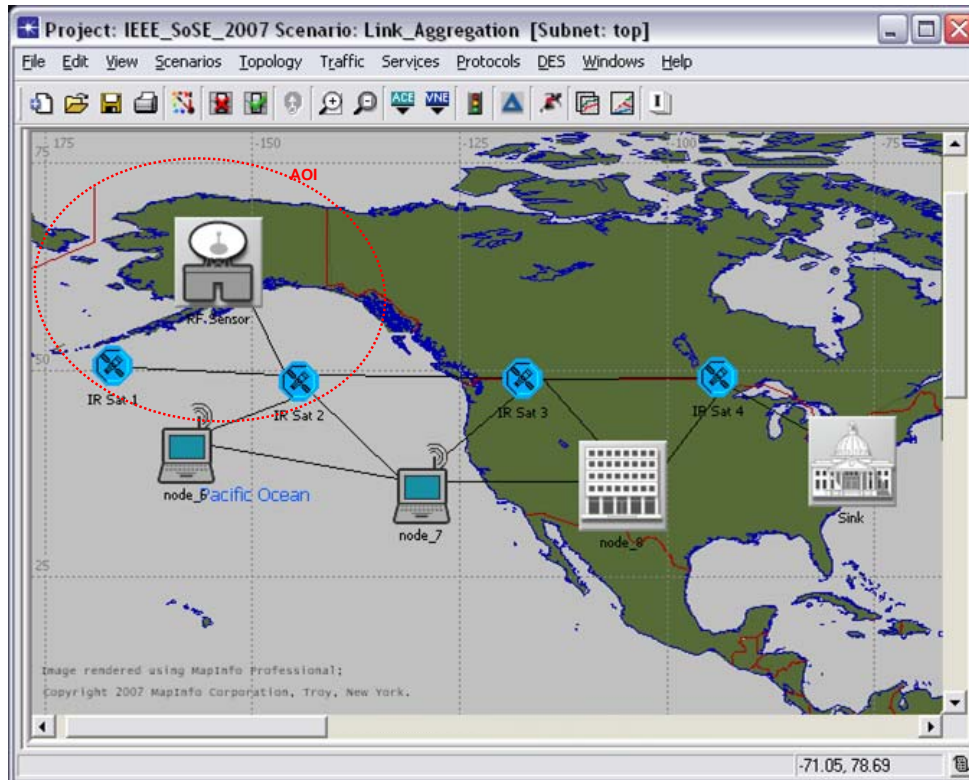 Project: IEEE_SoSE_2007 Scenario: Link_Aggregation [Subnet: top]
File Edit View Scenarios Topology Traffic Services Protocols DES Windows Help
ACE VNE
175 -150 -125 -100 -75
75
AOI
RF Sensor
50
IR Sat 1 IR Sat 2 IR Sat 3 IR Sat 4
node_6 Pacific Ocean
node_7
node_8
Sink
25
Image rendered using MapInfo Professional;
Copyright 2007 MapInfo Corporation, Troy, New York.
-71.05, 78.69